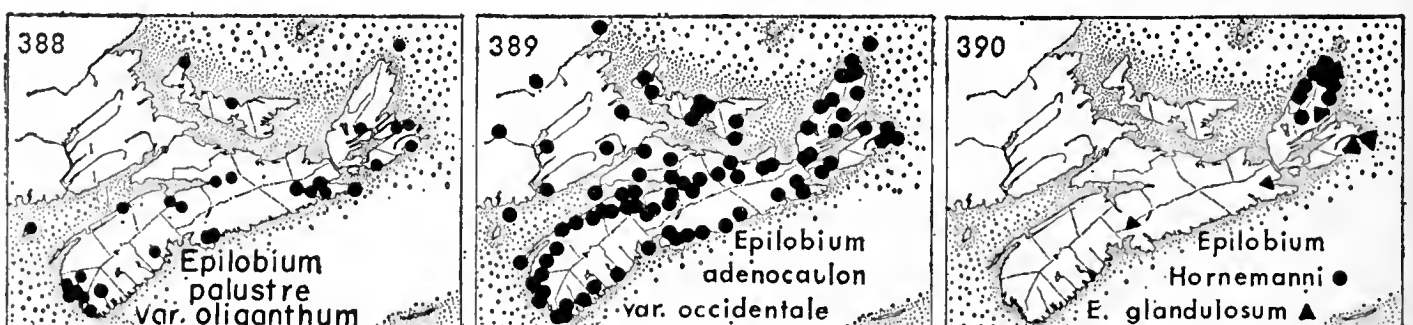 388
Epilobium
palustre
var. oliganthum
389
Epilobium
adenocaulon
var. occidentale
390
Epilobium
Hornemanni ●
E. glandulosum ▲